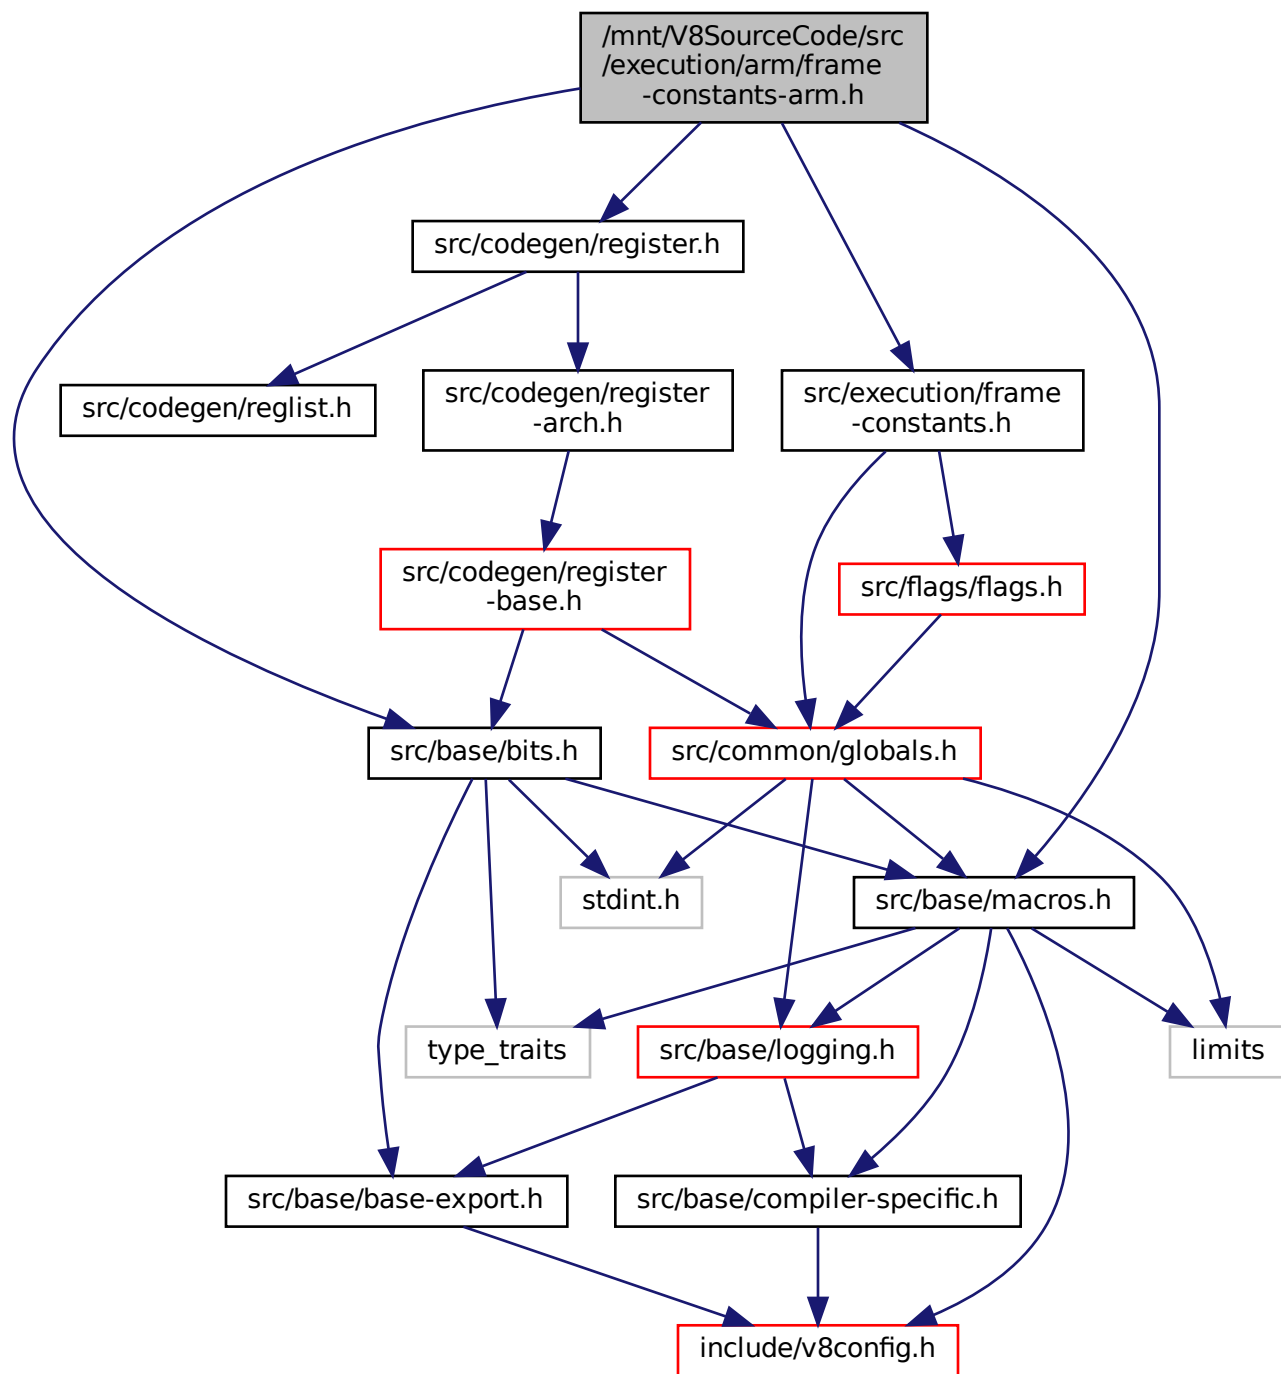 /mnt/V8SourceCode/src
/execution/arm/frame
-constants-arm.h
src/codegen/register.h
src/codegen/reglist.h
src/codegen/register
-arch.h
src/execution/frame
-constants.h
src/codegen/register
-base.h
src/flags/flags.h
src/base/bits.h
src/common/globals.h
stdint.h
src/base/macros.h
type_traits
src/base/logging.h
limits
src/base/base-export.h
src/base/compiler-specific.h
include/v8config.h